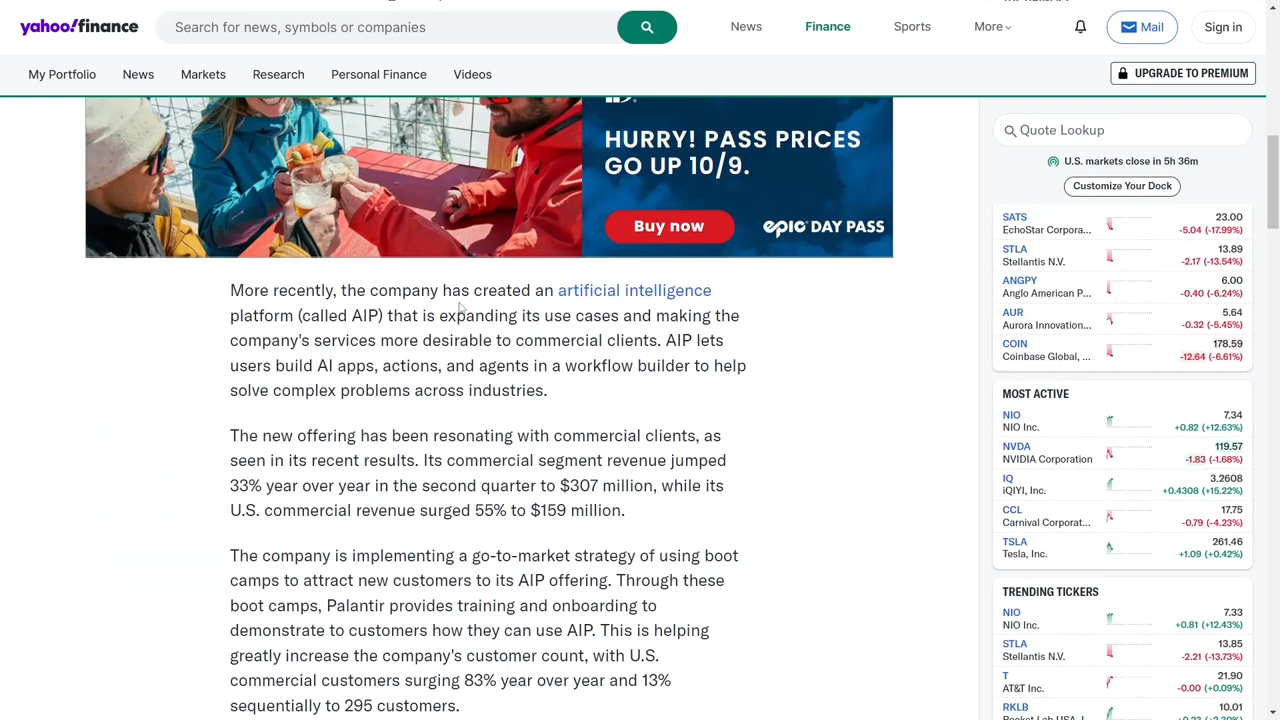 yahoo!finance
Search for news, symbols or companies
News
Finance
Sports
More
Mail
Sign in
My Portfolio
News
Markets
Research
Personal Finance
Videos
UPGRADE TO PREMIUM
HURRY! PASS PRICES
GO UP 10/9.
Buy now
epic DAY PASS
More recently, the company has created an artificial intelligence
platform (called AIP) that is expanding its use cases and making the
company's services more desirable to commercial clients. AIP lets
users build AI apps, actions, and agents in a workflow builder to help
solve complex problems across industries.
The new offering has been resonating with commercial clients, as
seen in its recent results. Its commercial segment revenue jumped
33% year over year in the second quarter to $307 million, while its
U.S. commercial revenue surged 55% to $159 million.
The company is implementing a go-to-market strategy of using boot
camps to attract new customers to its AIP offering. Through these
boot camps, Palantir provides training and onboarding to
demonstrate to customers how they can use AIP. This is helping
greatly increase the company's customer count, with U.S.
commercial customers surging 83% year over year and 13%
sequentially to 295 customers.
Quote Lookup
U.S. markets close in 5h 36m
Customize Your Dock
SATS 23.00
EchoStar Corpora... -5.04 (-17.99%)
STLA 13.89
Stellantis N.V. -2.17 (-13.54%)
ANGPY 6.00
Anglo American P... -0.40 (-6.24%)
AUR 5.64
Aurora Innovation... -0.32 (-5.45%)
COIN 178.59
Coinbase Global, ... -12.64 (-6.61%)
MOST ACTIVE
NIO 7.34
NIO Inc. +0.82 (+12.63%)
NVDA 119.57
NVIDIA Corporation -1.83 (-1.68%)
IQ 3.2608
iQIYI, Inc. +0.4308 (+15.22%)
CCL 17.75
Carnival Corporat... -0.79 (-4.23%)
TSLA 261.46
Tesla, Inc. +1.09 (+0.42%)
TRENDING TICKERS
NIO 7.33
NIO Inc. +0.81 (+12.43%)
STLA 13.85
Stellantis N.V. -2.21 (-13.73%)
T 21.90
AT&T Inc. -0.00 (+0.09%)
RKLB 10.01